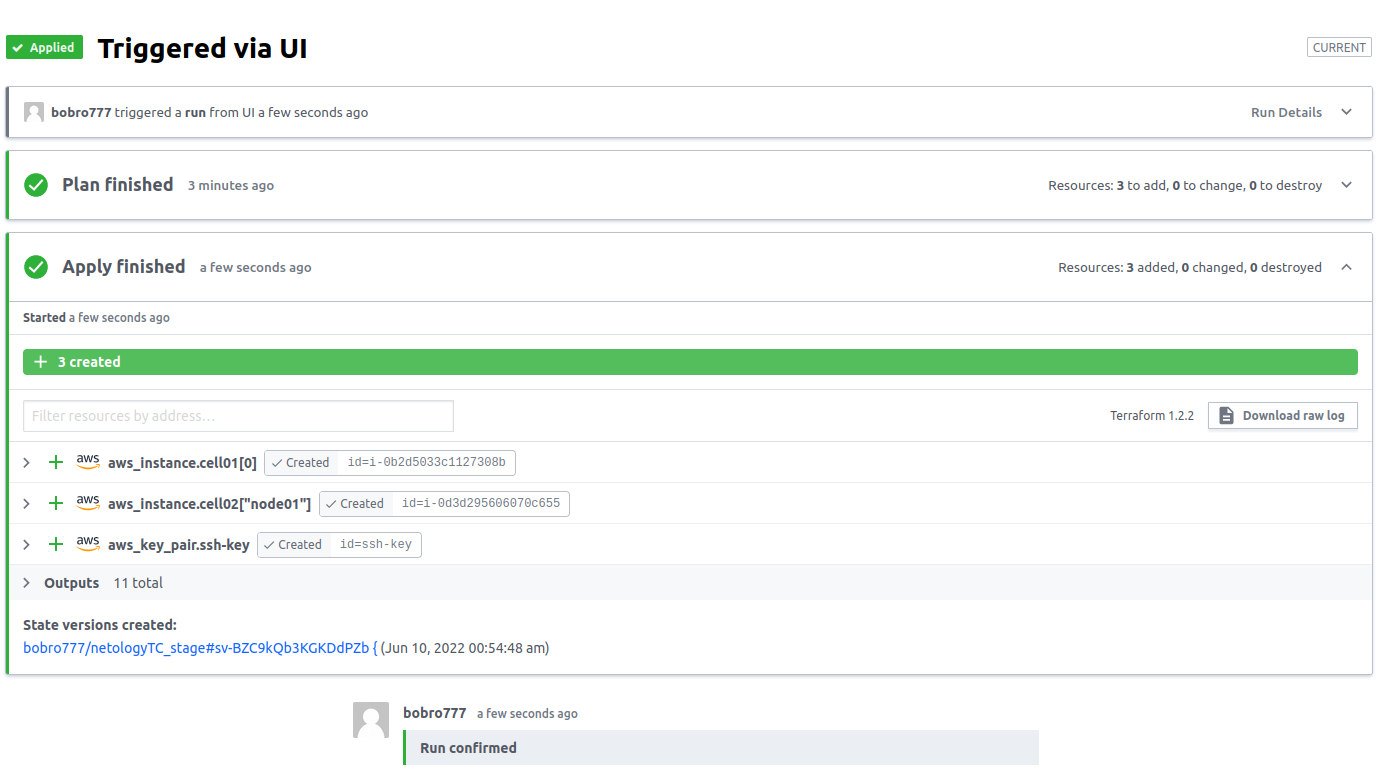 Applied Triggered via UI CURRENT
bobro777 triggered a run from UI a few seconds ago Run Details
Plan finished 3 minutes ago Resources: 3 to add, 0 to change, 0 to destroy
Apply finished a few seconds ago Resources: 3 added, 0 changed, 0 destroyed
Started a few seconds ago
+ 3 created
Filter resources by address... Terraform 1.2.2 Download raw log
aws aws_instance.cell01[0] Created id=i-0b2d5033c1127308b
aws aws_instance.cell02["node01"] Created id=i-0d3d295606070c655
aws aws_key_pair.ssh-key Created id=ssh-key
Outputs 11 total
State versions created:
bobro777/netologyTC_stage#sv-BZC9kQb3KGKDdPZb { (Jun 10, 2022 00:54:48 am)
bobro777 a few seconds ago
Run confirmed